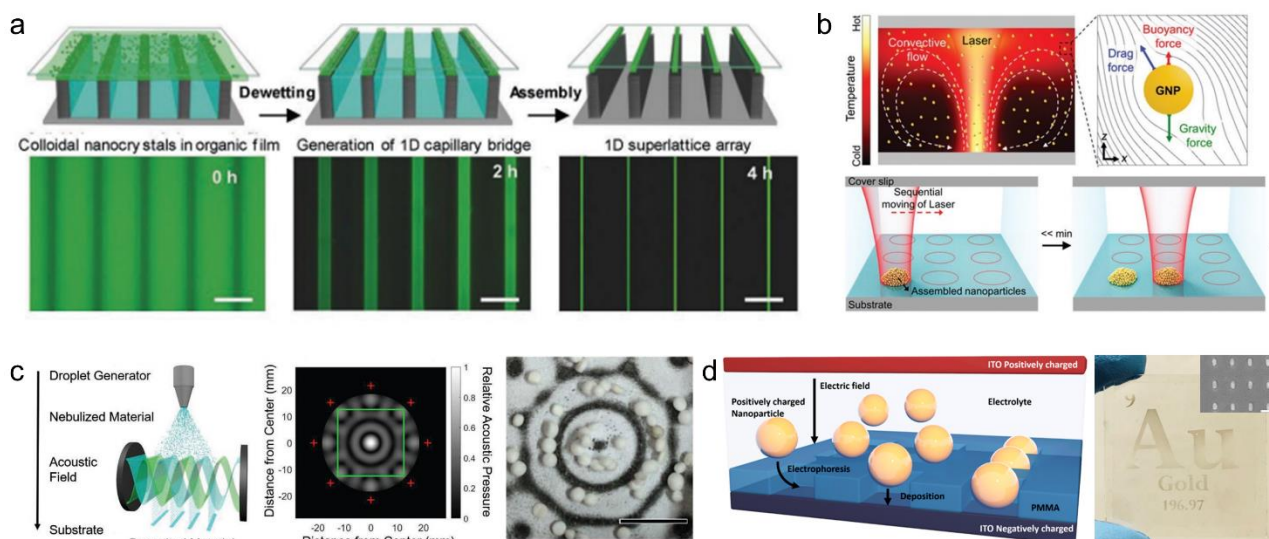 a
Dewetting
Assembly
Colloidal nanocrystals in organic film
Generation of 1D capillary bridge
1D superlattice array
0 h
2 h
4 h
b
Hot
Temperature
Cold
Convective flow
Laser
Buoyancy force
Drag force
GNP
Gravity force
z
x
Cover slip
Sequential moving of Laser
<< min
Assembled nanoparticles
Substrate
c
Droplet Generator
Nebulized Material
Acoustic Field
Substrate
Distance from Center (mm)
20
10
0
-10
-20
-20
-10
0
10
20
1
0.8
0.6
0.4
0.2
0
Relative Acoustic Pressure
d
ITO Positively charged
Electric field
Positively charged Nanoparticle
Electrolyte
Electrophoresis
Deposition
PMMA
ITO Negatively charged
9
Au
Gold
196.97